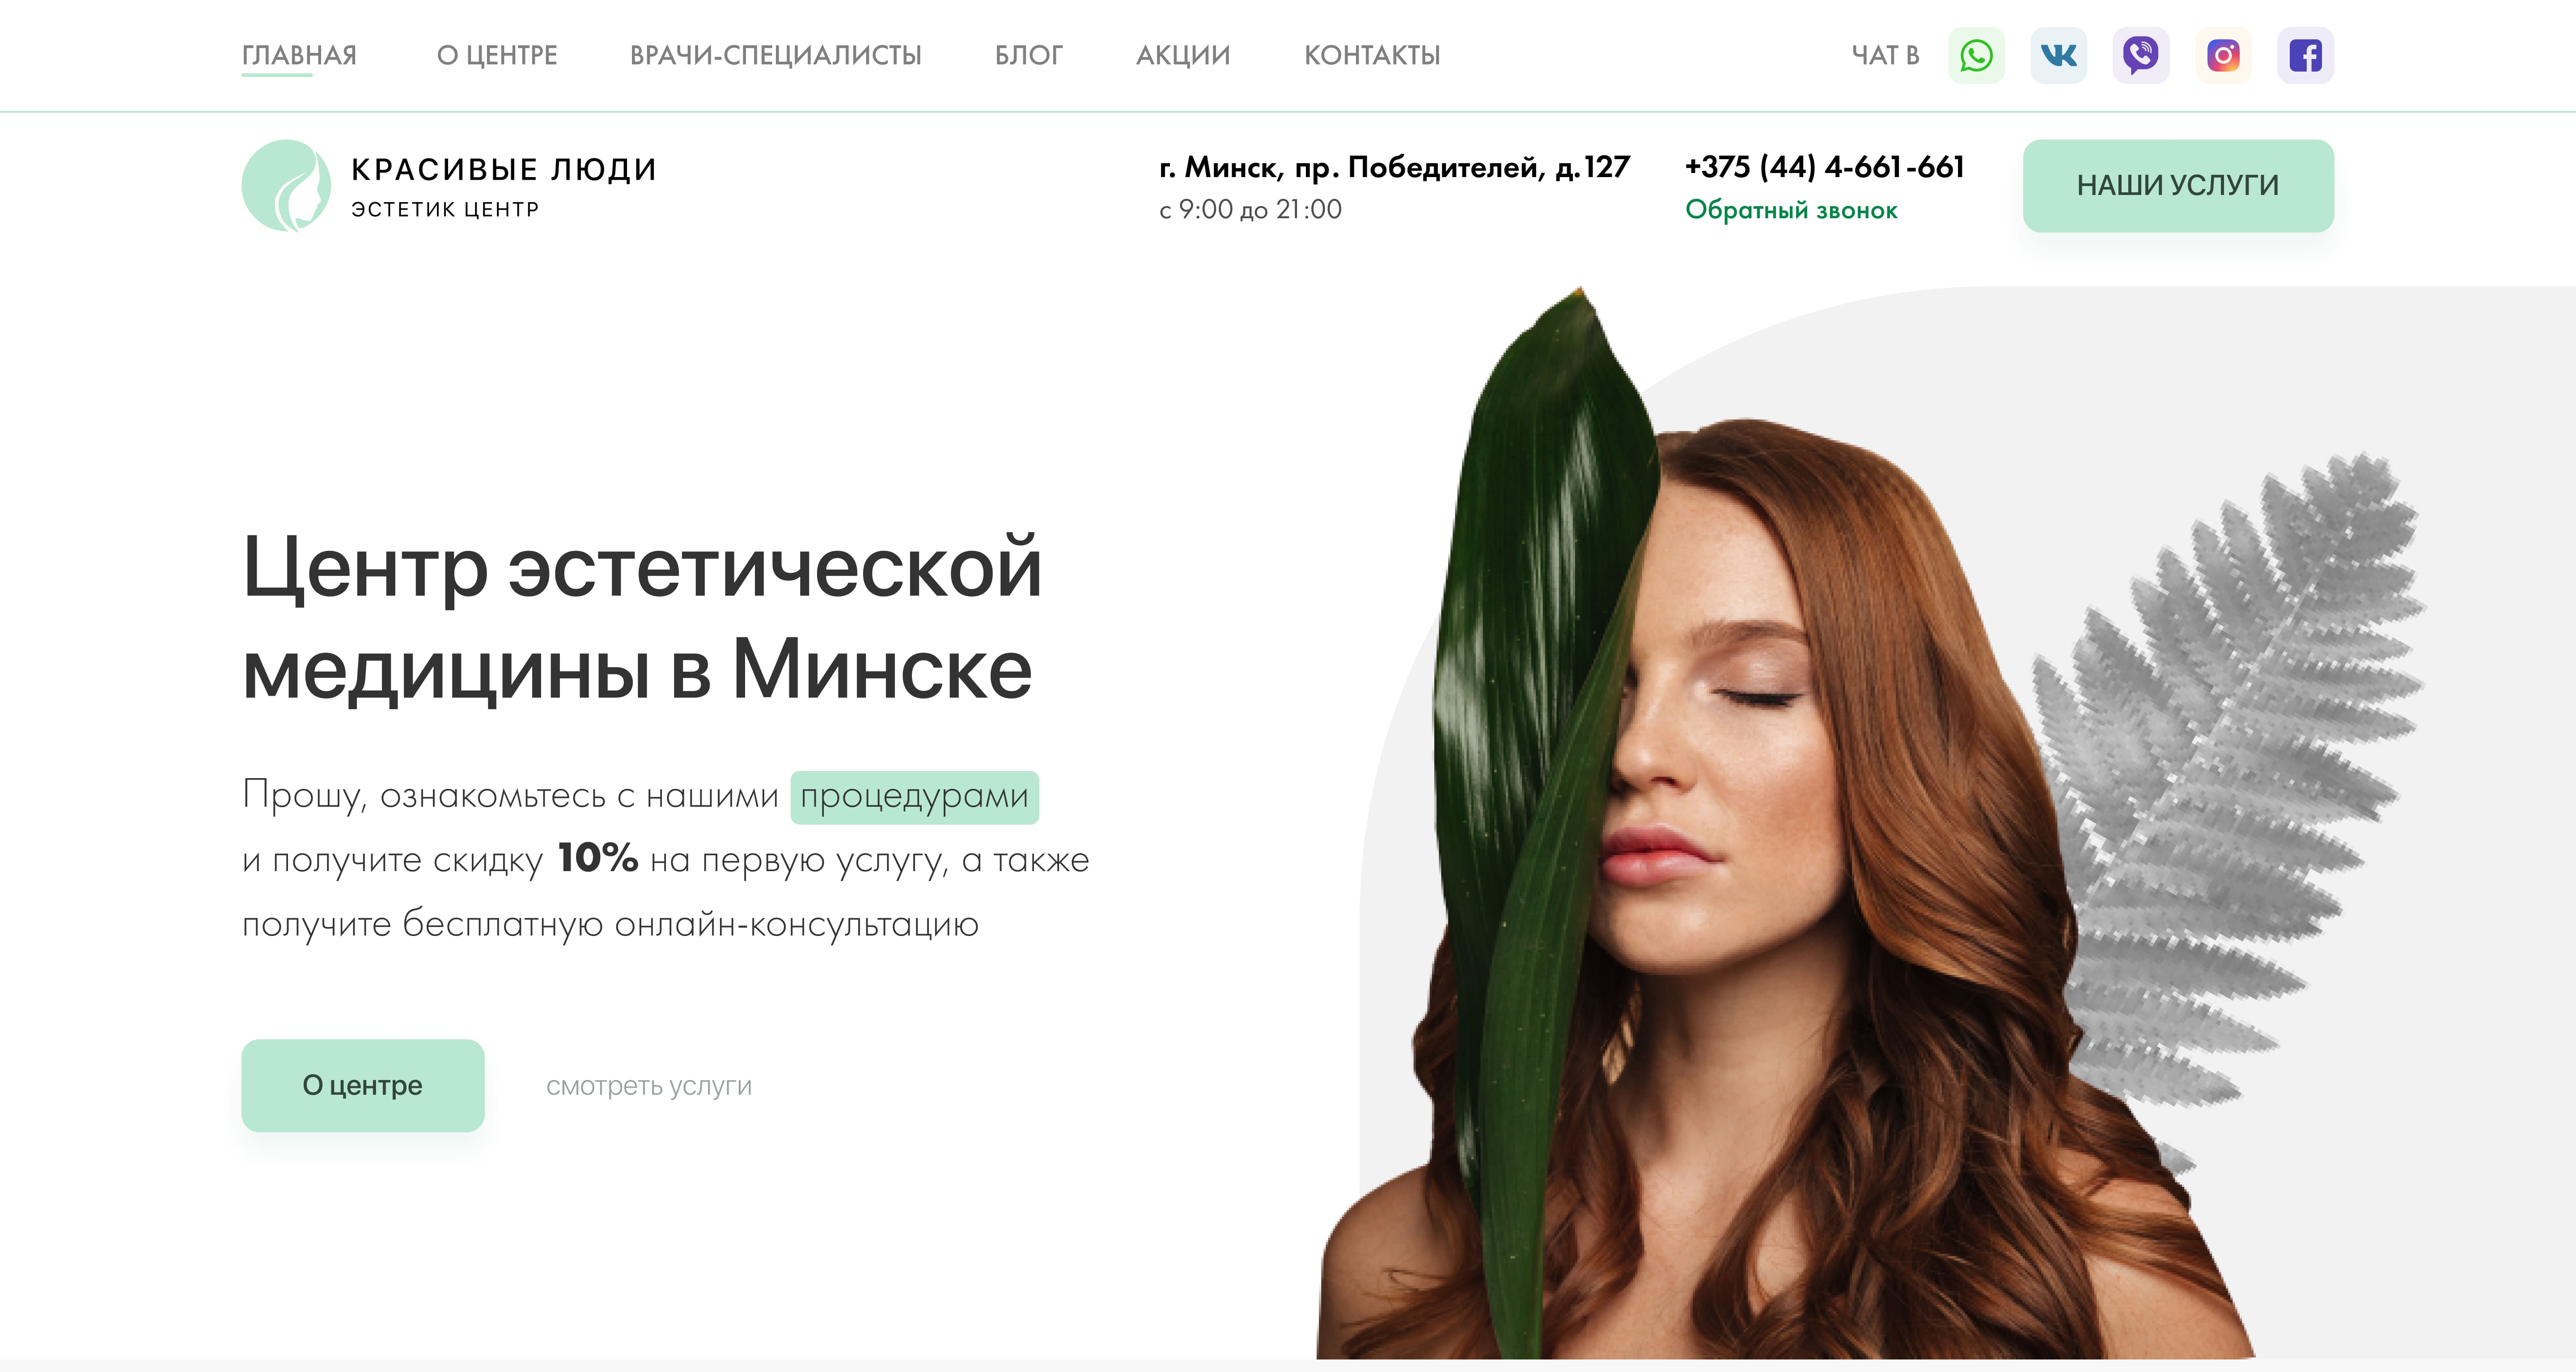 ГЛАВНАЯ О ЦЕНТРЕ ВРАЧИ-СПЕЦИАЛИСТЫ БЛОГ АКЦИИ КОНТАКТЫ ЧАТ В
КРАСИВЫЕ ЛЮДИ
ЭСТЕТИК ЦЕНТР
г. Минск, пр. Победителей, д.127
с 9:00 до 21:00
+375 (44) 4-661-661
Обратный звонок
НАШИ УСЛУГИ
Центр эстетической
медицины в Минске
Прошу, ознакомьтесь с нашими процедурами
и получите скидку 10% на первую услугу, а также
получите бесплатную онлайн-консультацию
О центре
смотреть услуги